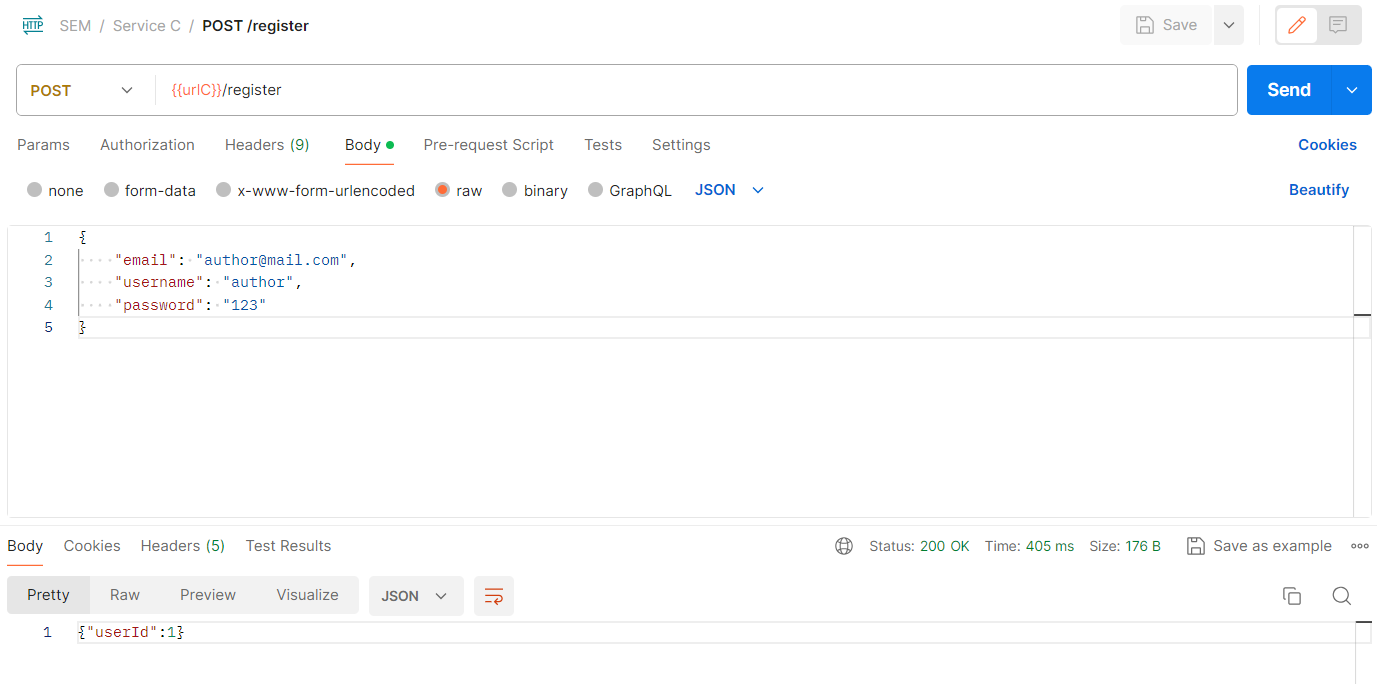 HTTP SEM / Service C / POST /register Save
POST {{urlC}}/register Send
Params Authorization Headers (9) Body Pre-request Script Tests Settings Cookies
none form-data x-www-form-urlencoded raw binary GraphQL JSON Beautify
1 {
2 "email": "author@mail.com",
3 "username": "author",
4 "password": "123"
5 }
Body Cookies Headers (5) Test Results Status: 200 OK Time: 405 ms Size: 176 B Save as example
Pretty Raw Preview Visualize JSON
1 {"userId":1}